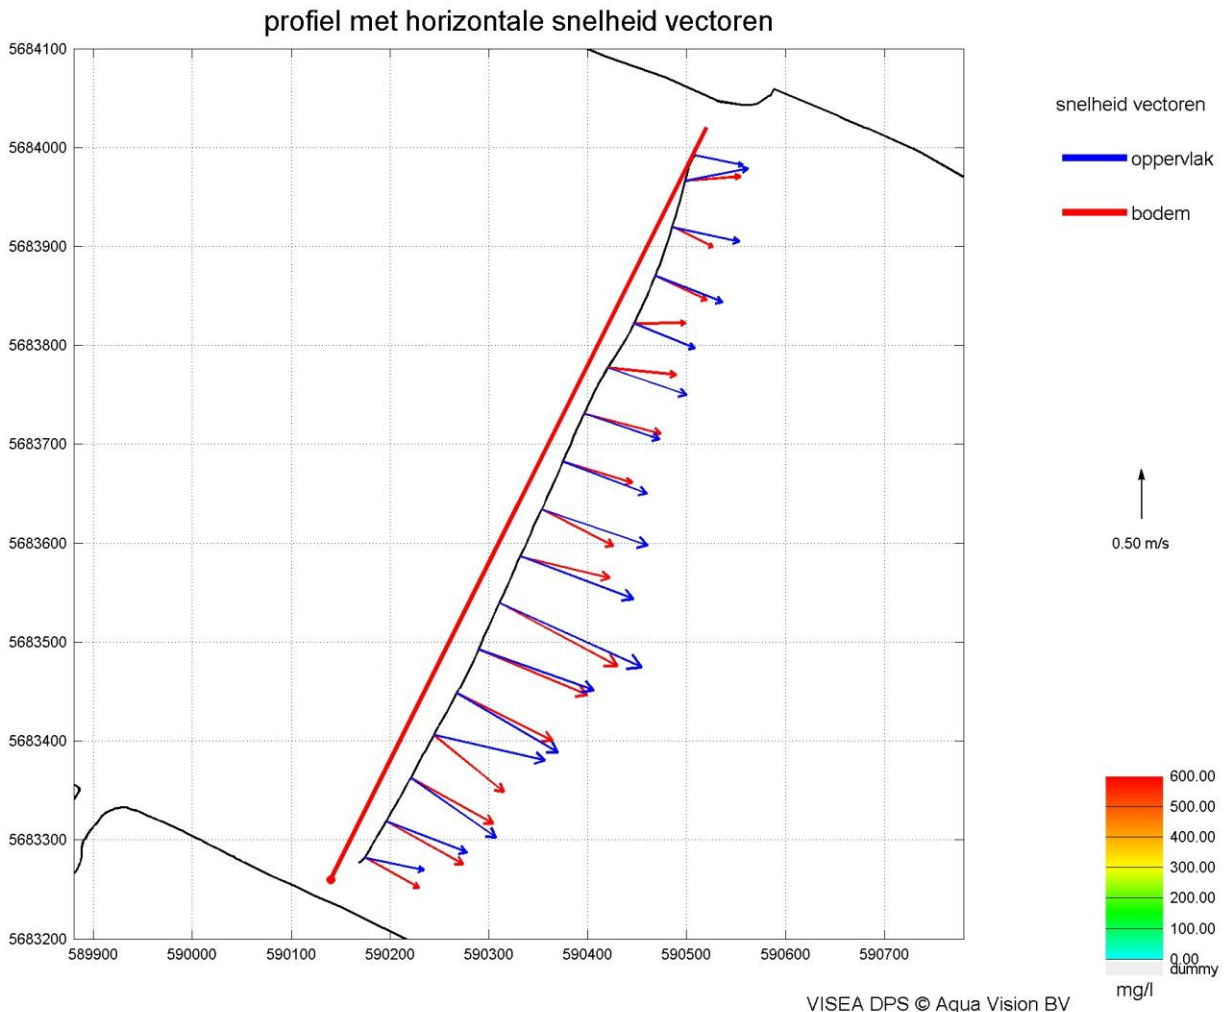 profiel met horizontale snelheid vectoren
5684100
5684000
5683900
5683800
5683700
5683600
5683500
5683400
5683300
5683200
589900 590000 590100 590200 590300 590400 590500 590600 590700
snelheid vectoren
oppervlak
bodem
0.50 m/s
600.00
500.00
400.00
300.00
200.00
100.00
0.00
dummy
mg/l
VISEA DPS © Aqua Vision BV